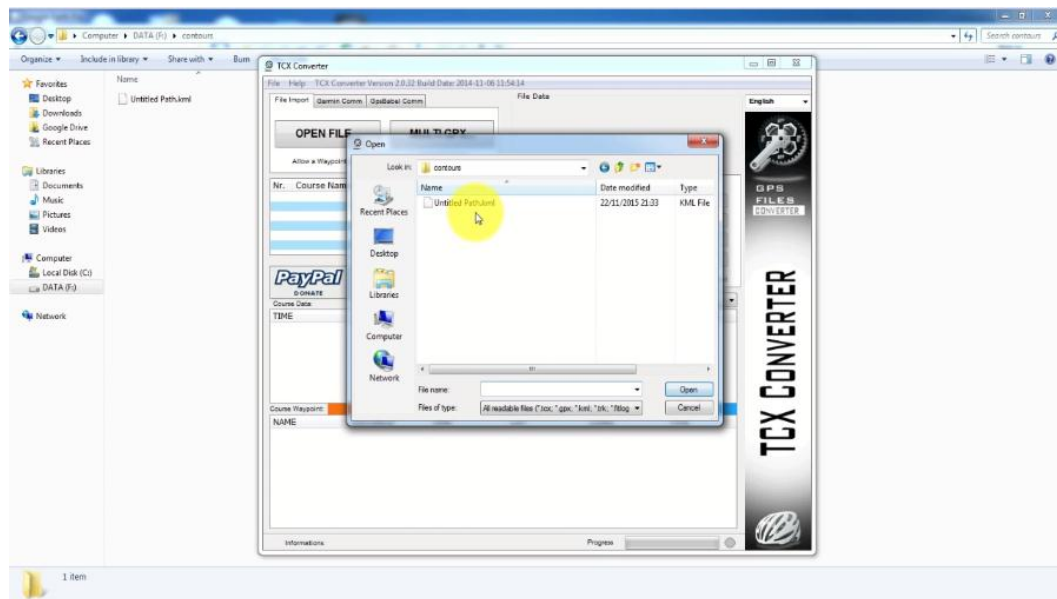 Computer ▸ DATA (F:) ▸ contours
Search contours
Organize
Include in library
Share with
Burn
Favorites
Desktop
Downloads
Google Drive
Recent Places
Libraries
Documents
Music
Pictures
Videos
Computer
Local Disk (C:)
DATA (F:)
Network
Name
Untitled Path.kml
TCX Converter
File Help TCX Converter Version 2.0.32 Build Date: 2014-11-06 11:54:14
File Import
Garmin Comm
GpsBabel Comm
File Data
English
OPEN FILE
MULTI GPX
Allow a Waypoint
Nr. Course Nam
PayPal
DONATE
Course Data:
TIME
Course Waypoint:
NAME
Informations
Progress
GPS
FILES
CONVERTER
TCX CONVERTER
Open
Look in:
contours
Recent Places
Desktop
Libraries
Computer
Network
Name
Date modified
Type
Untitled Path.kml
22/11/2015 21:33
KML File
File name:
Files of type:
All readable files (*.tcx; *.gpx; *.kml; *.trk; *.fitlog
Open
Cancel
1 item